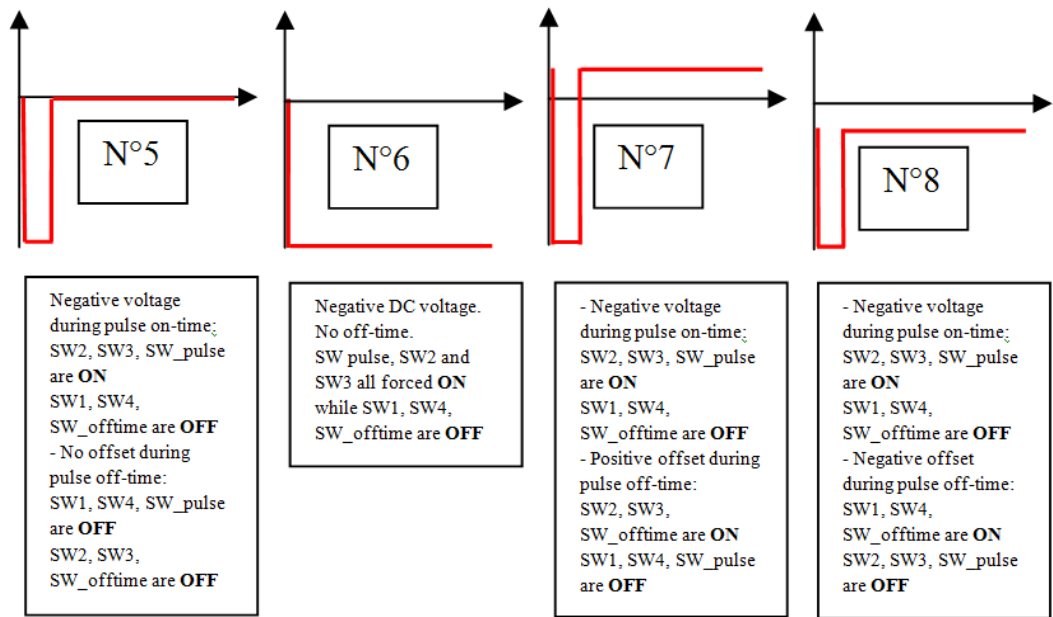 N°5
N°6
N°7
N°8
Negative voltage
during pulse on-time:
SW2, SW3, SW_pulse
are ON
SW1, SW4,
SW_offtime are OFF
- No offset during
pulse off-time:
SW1, SW4, SW_pulse
are OFF
SW2, SW3,
SW_offtime are OFF
Negative DC voltage.
No off-time.
SW pulse, SW2 and
SW3 all forced ON
while SW1, SW4,
SW_offtime are OFF
- Negative voltage
during pulse on-time:
SW2, SW3, SW_pulse
are ON
SW1, SW4,
SW_offtime are OFF
- Positive offset during
pulse off-time:
SW2, SW3,
SW_offtime are ON
SW1, SW4, SW_pulse
are OFF
- Negative voltage
during pulse on-time:
SW2, SW3, SW_pulse
are ON
SW1, SW4,
SW_offtime are OFF
- Negative offset
during pulse off-time:
SW1, SW4,
SW_offtime are ON
SW2, SW3, SW_pulse
are OFF